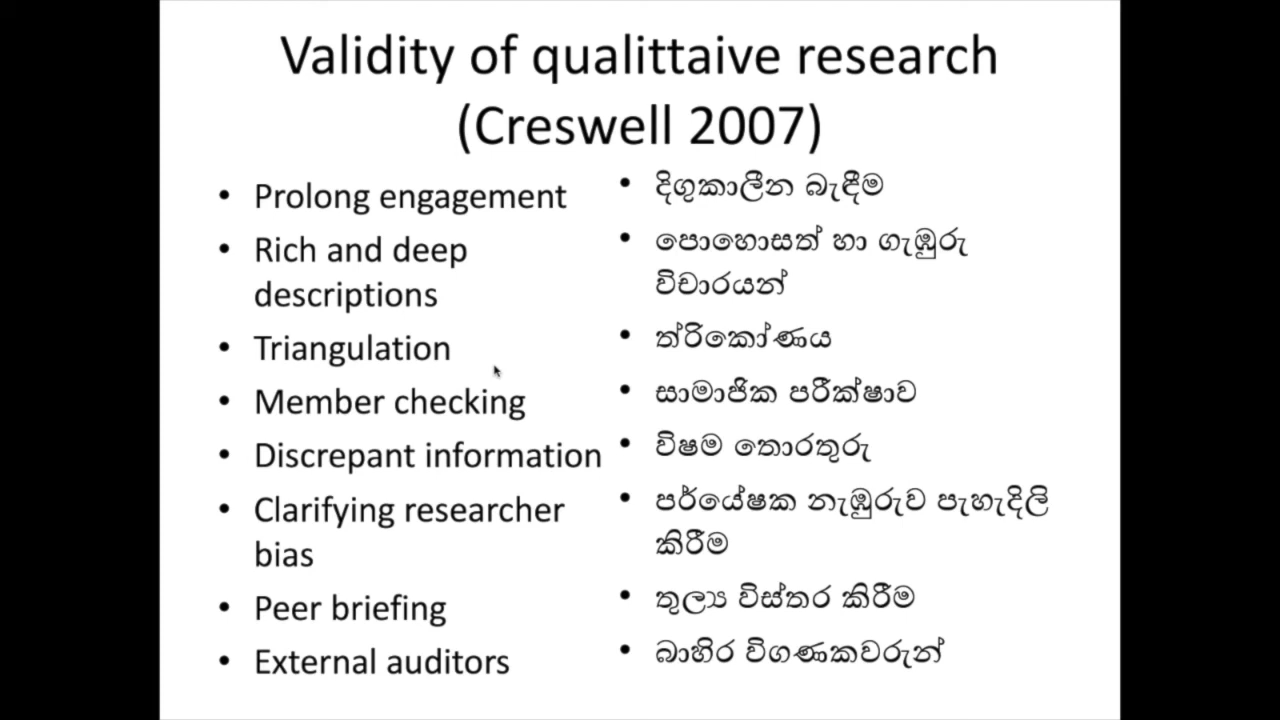 Validity of qualittaive research
(Creswell 2007)
• Prolong engagement
• Rich and deep
descriptions
• Triangulation
• Member checking
• Discrepant information
• Clarifying researcher
bias
• Peer briefing
• External auditors
• දිගුකාලීන බැඳීම
• පොහොසත් හා ගැඹුරු
විචාරයන්
• ත්රිකෝණය
• සාමාජික පරීක්ෂාව
• විෂම තොරතුරු
• පර්යේෂක නැඹුරුව පැහැදිලි
කිරීම
• තුල්‍ය විස්තර කිරීම
• බාහිර විගණකවරුන්